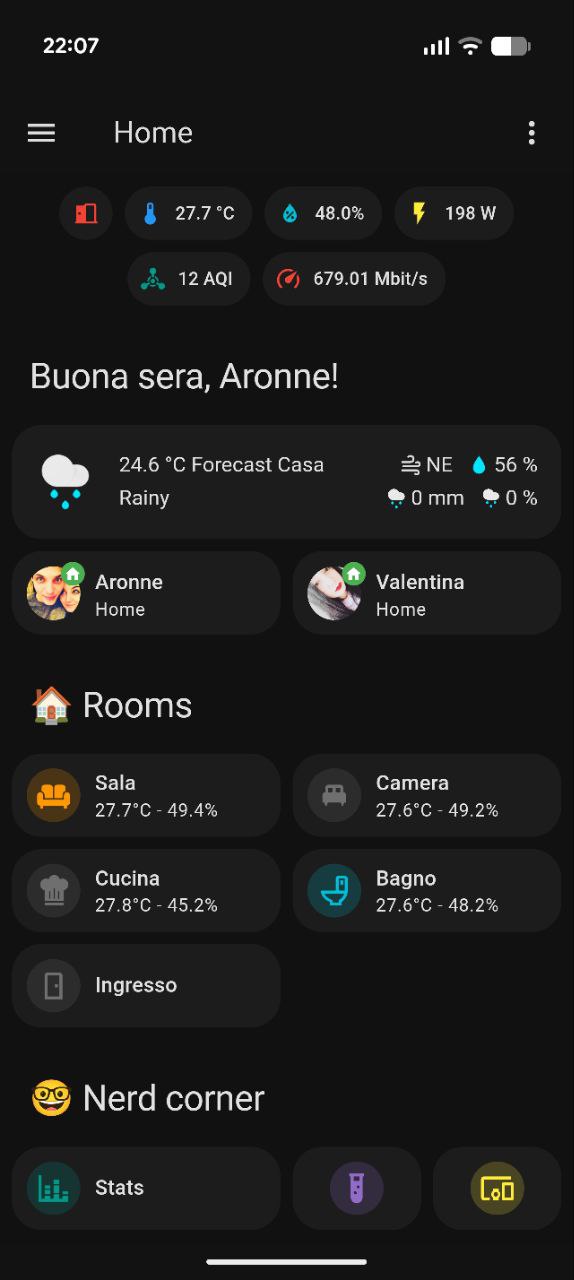 22:07
Home
27.7 °C 48.0% 198 W
12 AQI 679.01 Mbit/s
Buona sera, Aronne!
24.6 °C Forecast Casa NE 56 %
Rainy 0 mm 0 %
Aronne
Home
Valentina
Home
Rooms
Sala
27.7°C - 49.4%
Camera
27.6°C - 49.2%
Cucina
27.8°C - 45.2%
Bagno
27.6°C - 48.2%
Ingresso
Nerd corner
Stats